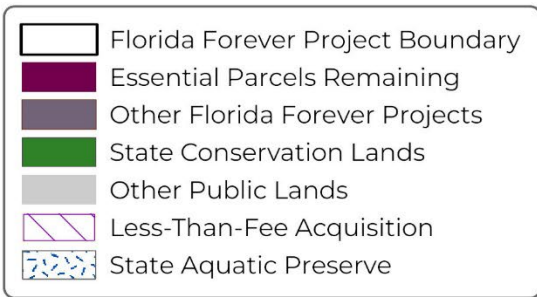 Florida Forever Project Boundary
Essential Parcels Remaining
Other Florida Forever Projects
State Conservation Lands
Other Public Lands
Less-Than-Fee Acquisition
State Aquatic Preserve